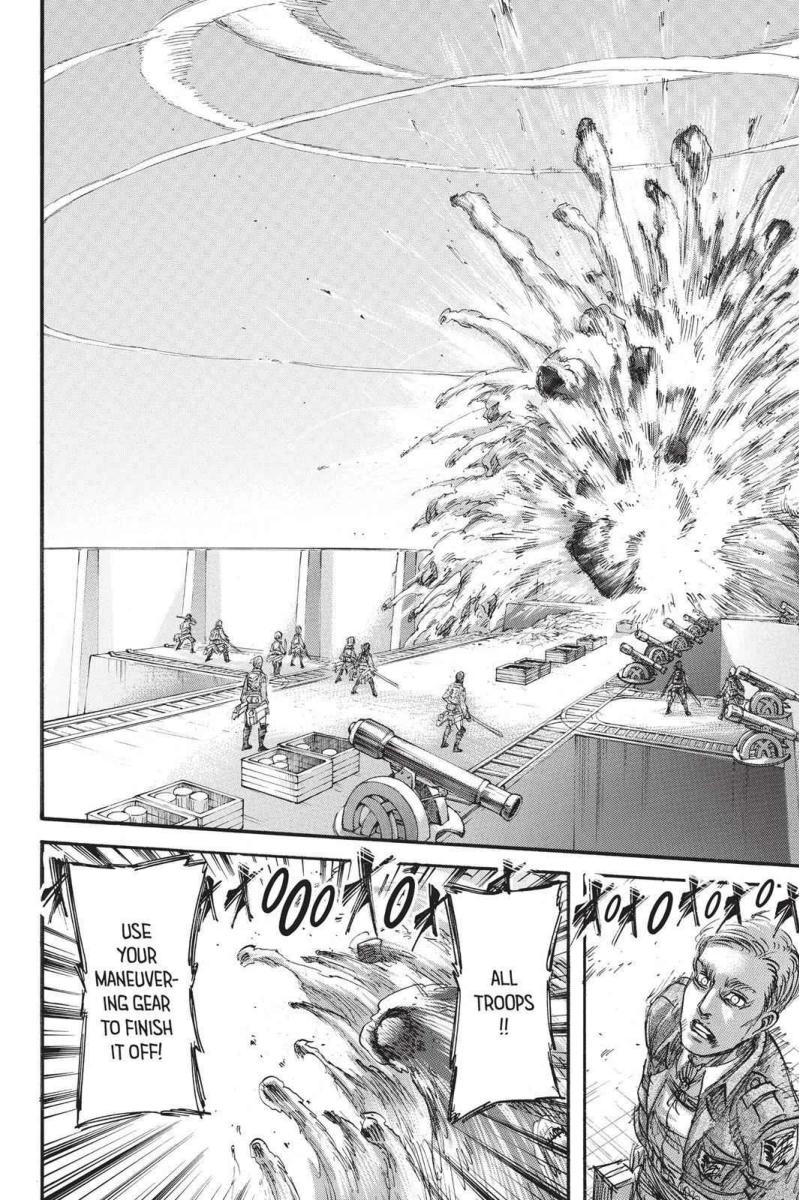 ALL
TROOPS
!!
USE
YOUR
MANEUVER-
ING GEAR
TO FINISH
IT OFF!